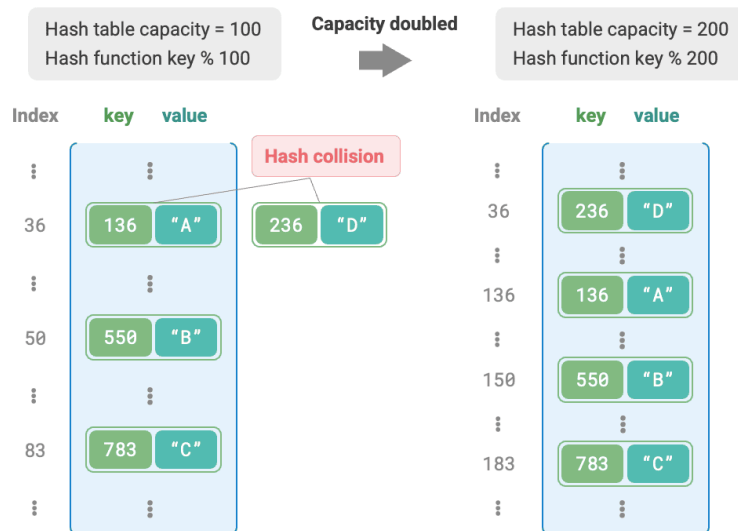 Hash table capacity = 100
Hash function key % 100
Capacity doubled
Hash table capacity = 200
Hash function key % 200
Index key value
Hash collision
36 136 “A” 236 “D”
50 550 “B”
83 783 “C”
Index key value
36 236 “D”
136 136 “A”
150 550 “B”
183 783 “C”